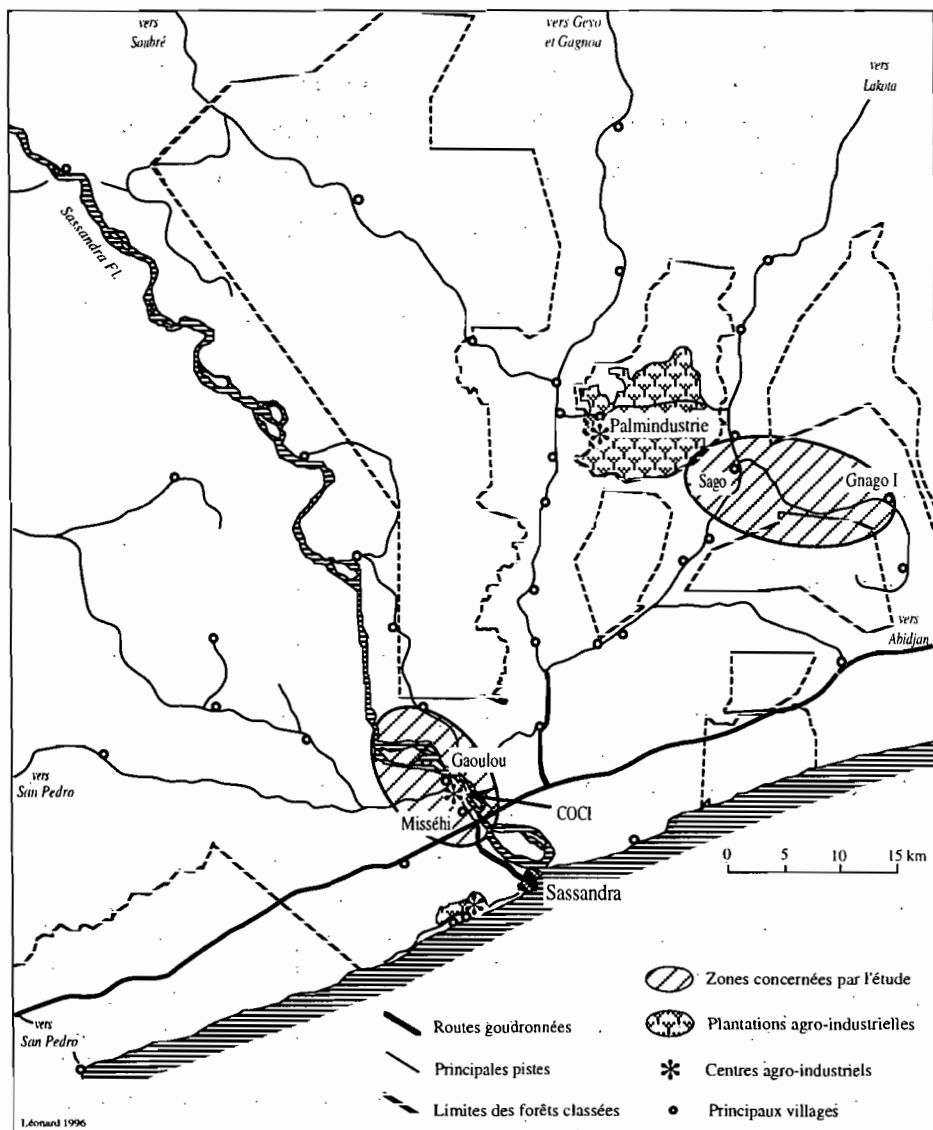 vers
Soubré
vers Geyo
et Gagnoa
vers
Lakota
Sassandra Fl.
Palmindustrie
Sago
Gnago I
vers
Abidjan
vers
San Pedro
Gaoulou
Misséhi
COCI
0 5 10 15 km
Sassandra
vers
San Pedro
Zones concernées par l'étude
Routes goudronnées
Plantations agro-industrielles
Principales pistes
Centres agro-industriels
Limites des forêts classées
Principaux villages
Léonard 1996